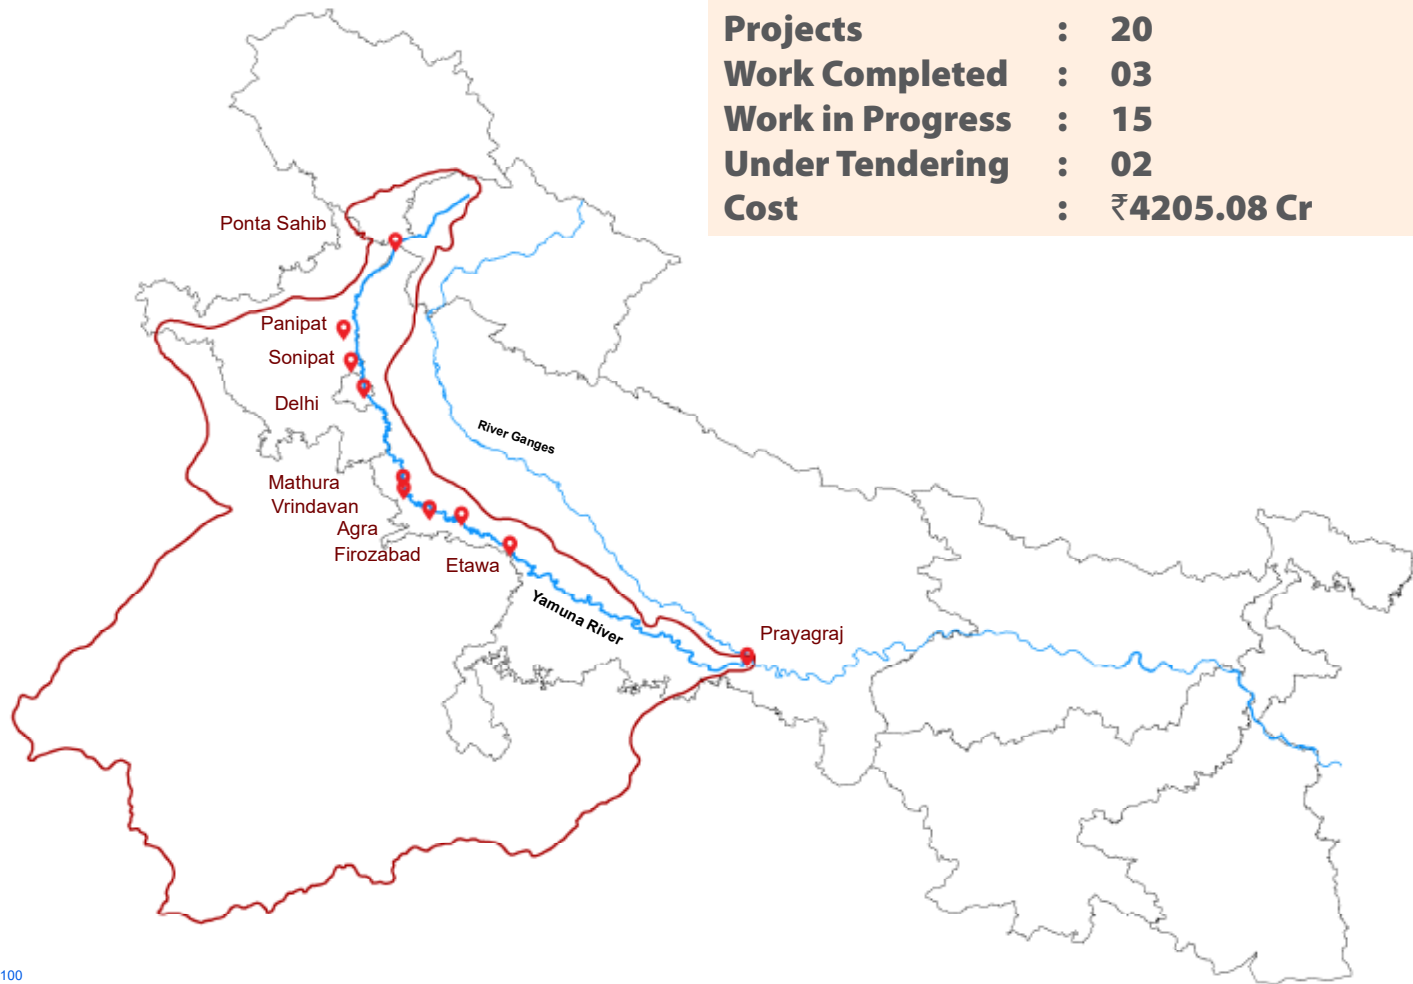 Projects : 20
Work Completed : 03
Work in Progress : 15
Under Tendering : 02
Cost : ₹4205.08 Cr
Ponta Sahib
Panipat
Sonipat
Delhi
River Ganges
Mathura
Vrindavan
Agra
Firozabad
Etawa
Yamuna River
Prayagraj
100